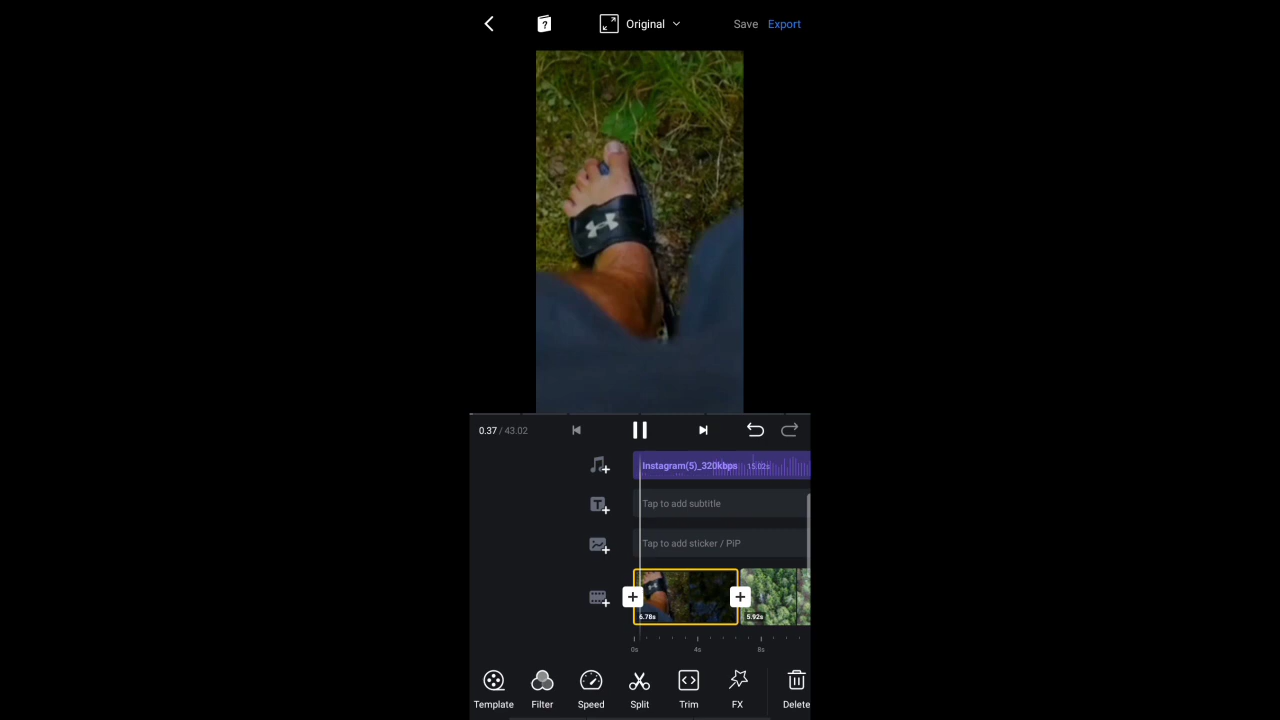 ?
Original
Save
Export
0.37 / 43.02
Instagram(5)_320kbps 15.02s
Tap to add subtitle
Tap to add sticker / PiP
6.78s
5.92s
0s 4s 8s
Template Filter Speed Split Trim FX Delete